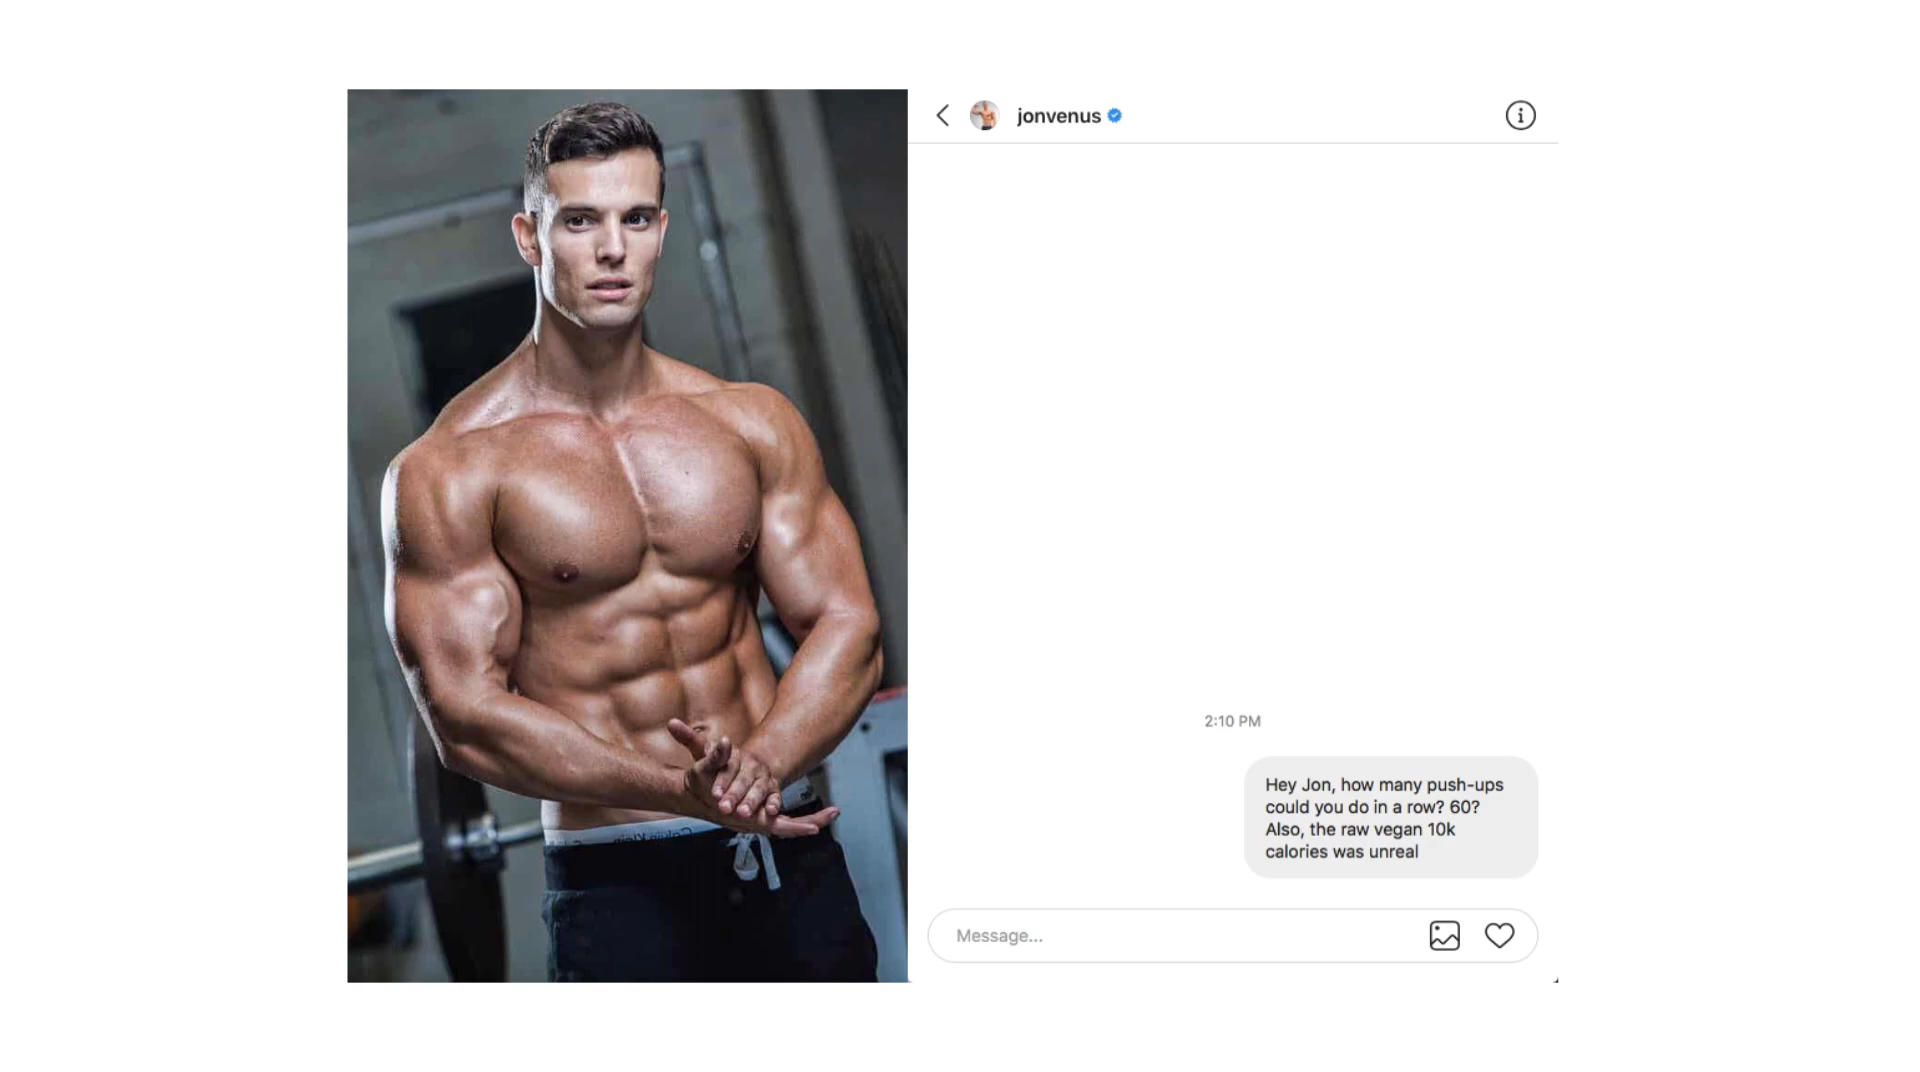 jonvenus
2:10 PM
Hey Jon, how many push-ups
could you do in a row? 60?
Also, the raw vegan 10k
calories was unreal
Message...